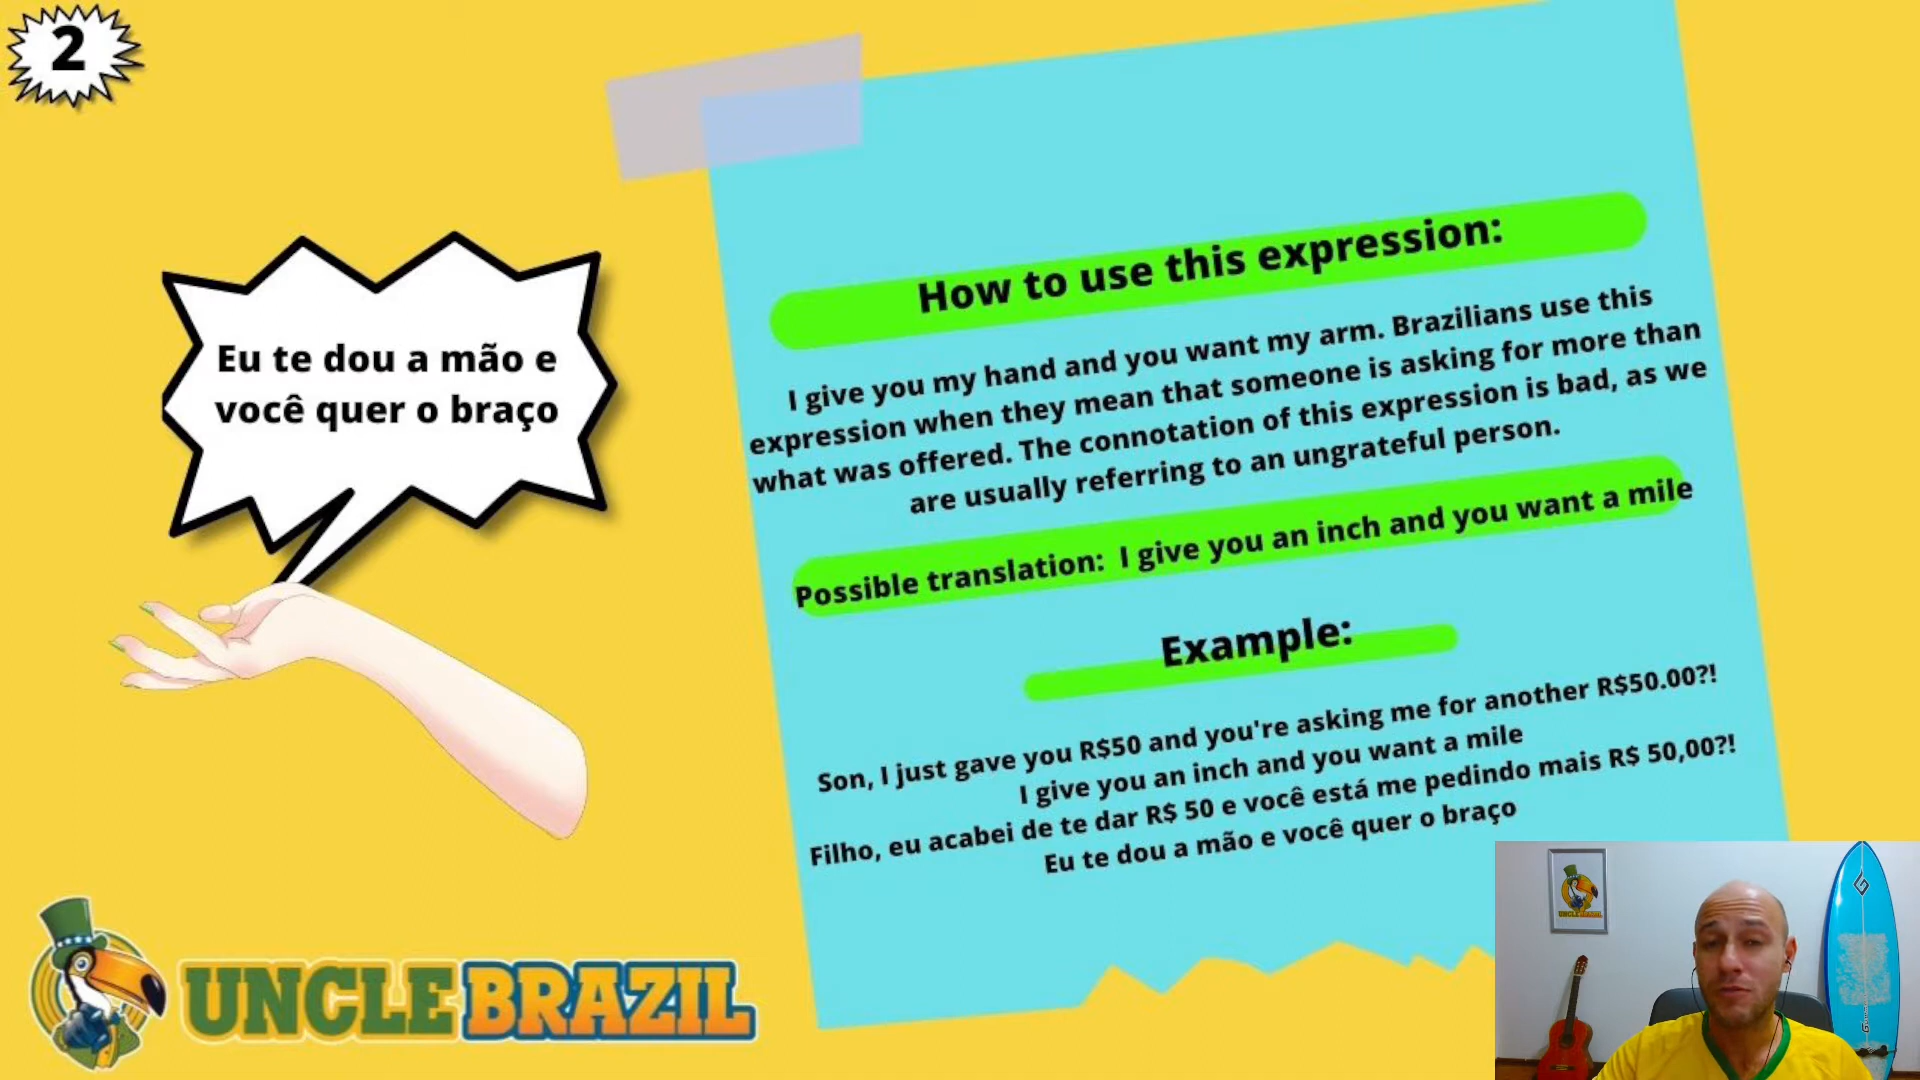 2
Eu te dou a mão e
você quer o braço
How to use this expression:
I give you my hand and you want my arm. Brazilians use this
expression when they mean that someone is asking for more than
what was offered. The connotation of this expression is bad, as we
are usually referring to an ungrateful person.
Possible translation: I give you an inch and you want a mile
Example:
Son, I just gave you R$50 and you're asking me for another R$50.00?!
I give you an inch and you want a mile
Filho, eu acabei de te dar R$ 50 e você está me pedindo mais R$ 50,00?!
Eu te dou a mão e você quer o braço
UNCLE BRAZIL
UNCLE BRAZIL